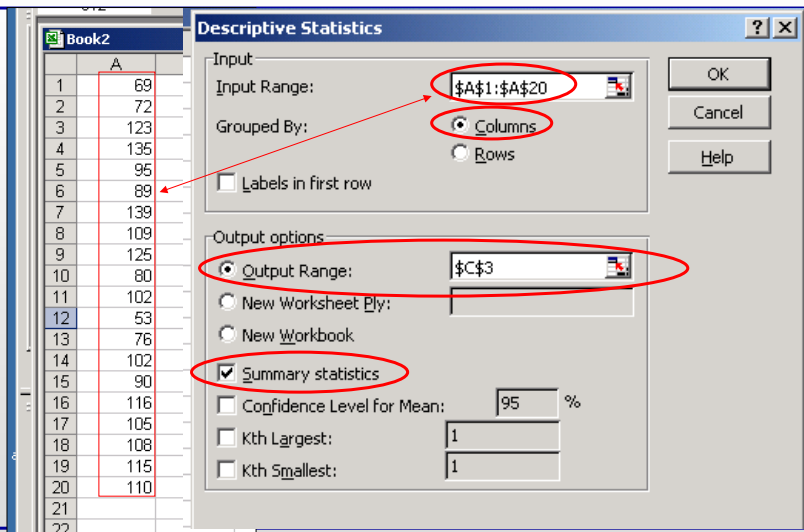 Book2
A
1 69
2 72
3 123
4 135
5 95
6 89
7 139
8 109
9 125
10 80
11 102
12 53
13 76
14 102
15 90
16 116
17 105
18 108
19 115
20 110
21
22
Descriptive Statistics
Input
Input Range: $A$1:$A$20
Grouped By: Columns
Rows
Labels in first row
Output options
Output Range: $C$3
New Worksheet Ply:
New Workbook
Summary statistics
Confidence Level for Mean: 95 %
Kth Largest: 1
Kth Smallest: 1
OK
Cancel
Help